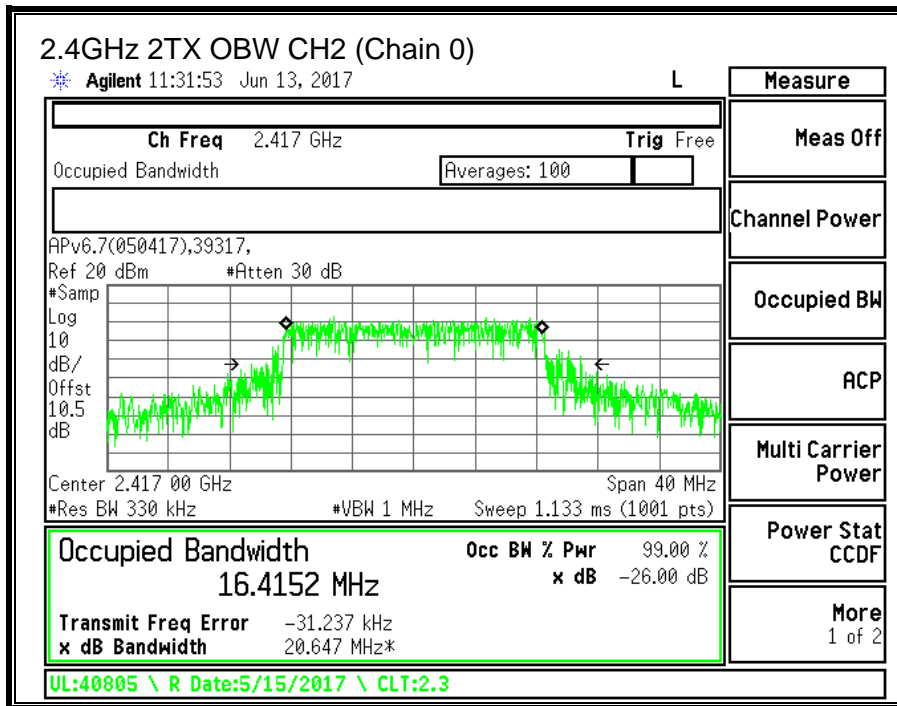 2.4GHz 2TX OBW CH2 (Chain 0)
Agilent 11:31:53 Jun 13, 2017 L
Measure
Ch Freq 2.417 GHz Trig Free
Occupied Bandwidth Averages: 100
APv6.7(050417),39317,
Ref 20 dBm #Atten 30 dB
#Samp
Log
10
dB/
Offst
10.5
dB
Center 2.417 00 GHz Span 40 MHz
#Res BW 330 kHz #VBW 1 MHz Sweep 1.133 ms (1001 pts)
Occupied Bandwidth Occ BW % Pwr 99.00 %
16.4152 MHz x dB -26.00 dB
Transmit Freq Error -31.237 kHz
x dB Bandwidth 20.647 MHz*
UL:40805 \ R Date:5/15/2017 \ CLT:2.3
Meas Off
Channel Power
Occupied BW
ACP
Multi Carrier
Power
Power Stat
CCDF
More
1 of 2